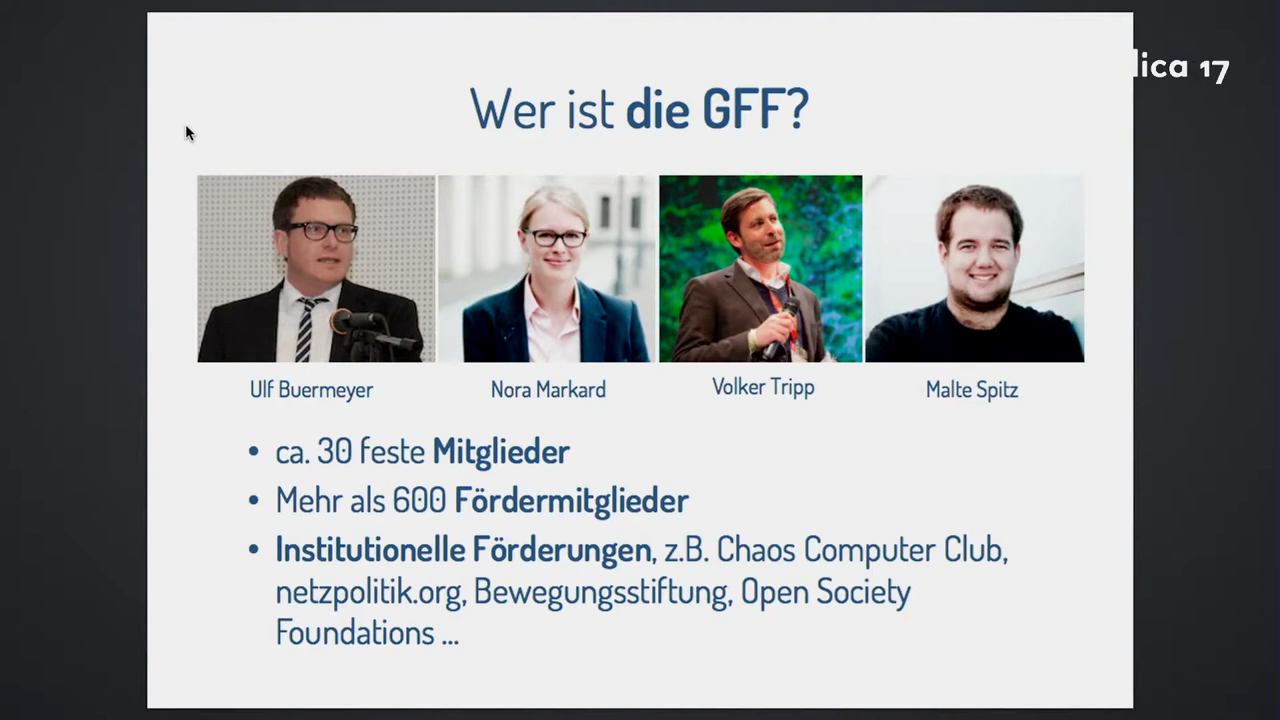 lica 17
Wer ist die GFF?
Ulf Buermeyer
Nora Markard
Volker Tripp
Malte Spitz
• ca. 30 feste Mitglieder
• Mehr als 600 Fördermitglieder
• Institutionelle Förderungen, z.B. Chaos Computer Club,
netzpolitik.org, Bewegungsstiftung, Open Society
Foundations ...